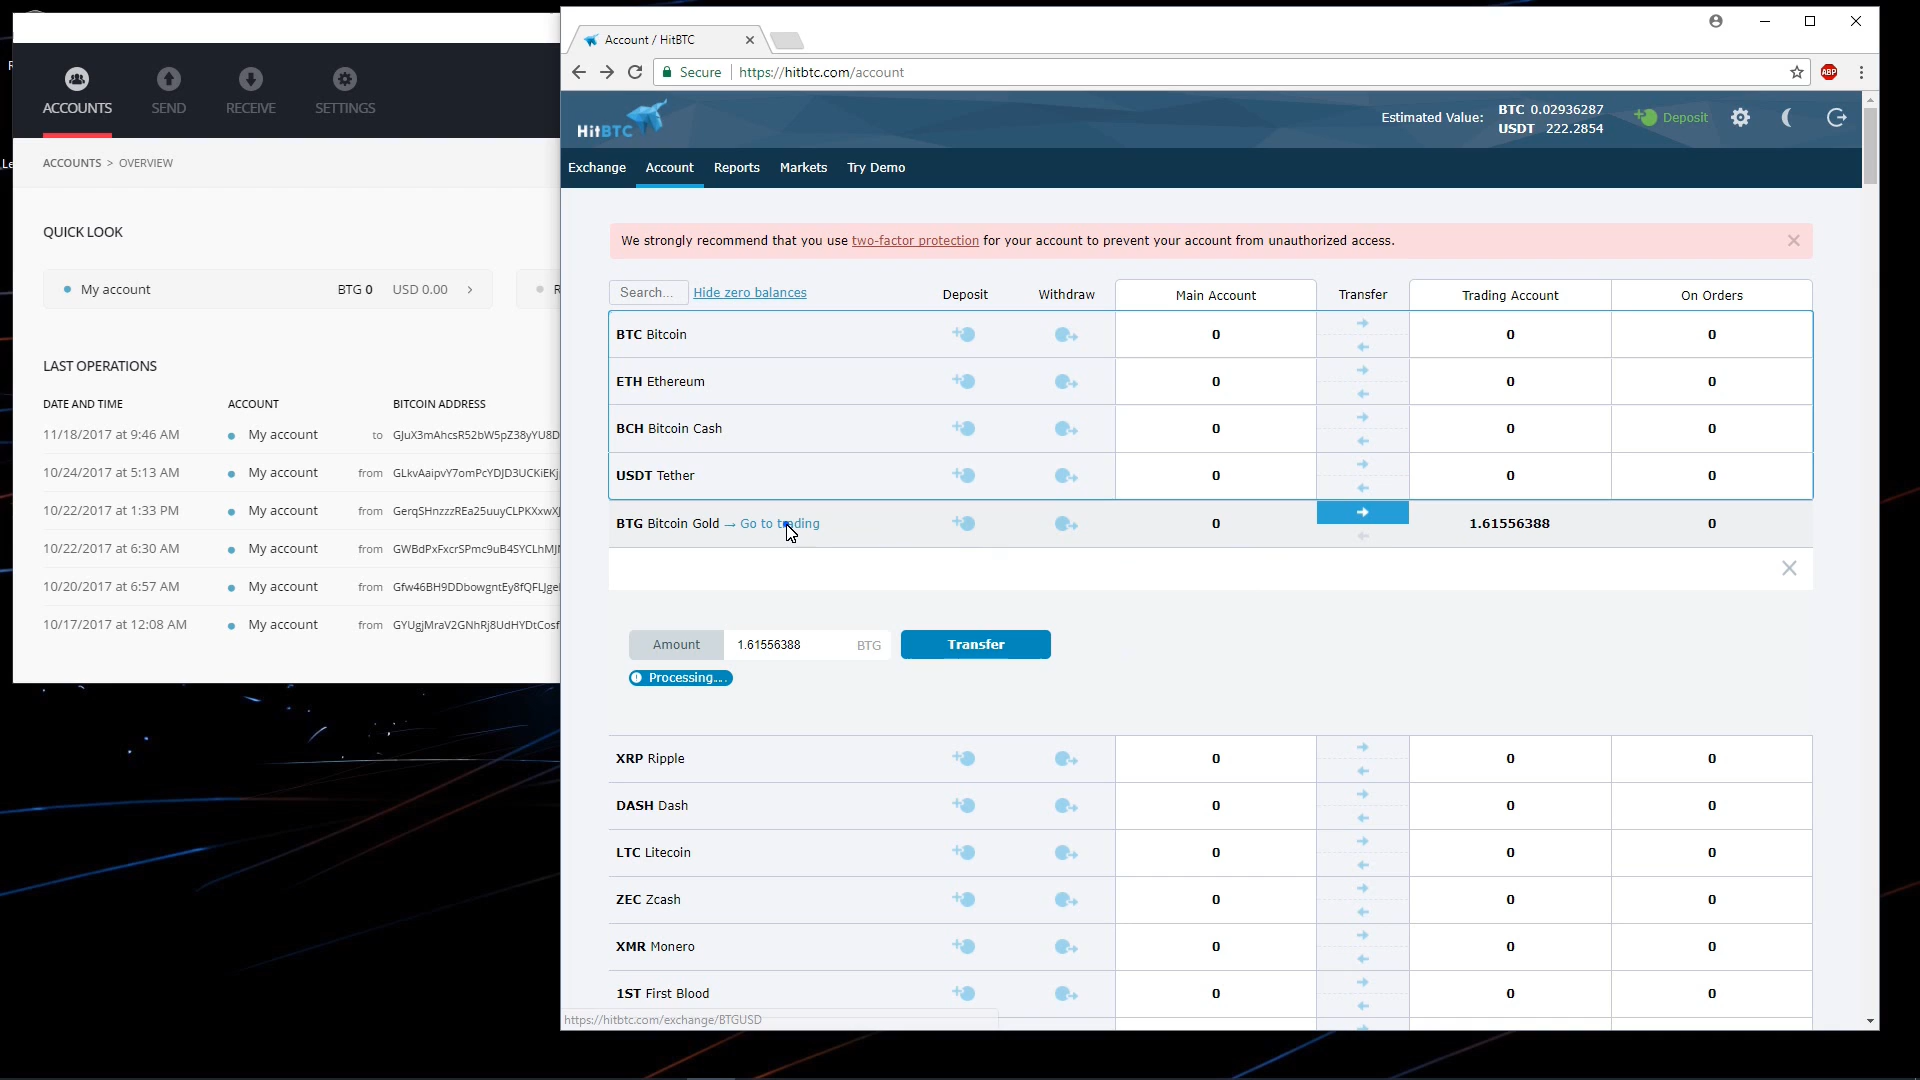 ACCOUNTS
SEND
RECEIVE
SETTINGS
ACCOUNTS > OVERVIEW
QUICK LOOK
My account BTG 0 USD 0.00 >
LAST OPERATIONS
DATE AND TIME ACCOUNT BITCOIN ADDRESS
11/18/2017 at 9:46 AM My account to GJuX3mAhcsR52bW5pZ38yYU8D
10/24/2017 at 5:13 AM My account from
10/22/2017 at 1:33 PM My account from
10/22/2017 at 6:30 AM My account from
10/20/2017 at 6:57 AM My account from
10/17/2017 at 12:08 AM My account from
Account / HitBTC
Secure https://hitbtc.com/account
ABP
HitBTC
Estimated Value: BTC 0.02936287
USDT 222.2854
Deposit
Exchange Account Reports Markets Try Demo
We strongly recommend that you use two-factor protection for your account to prevent your account from unauthorized access.
Search... Hide zero balances Deposit Withdraw Main Account Transfer Trading Account On Orders
BTC Bitcoin 0 0 0
ETH Ethereum 0 0 0
BCH Bitcoin Cash 0 0 0
USDT Tether 0 0 0
BTG Bitcoin Gold → Go to trading 0 1.61556388 0
Amount 1.61556388 BTG Transfer
Processing...
XRP Ripple 0 0 0
DASH Dash 0 0 0
LTC Litecoin 0 0 0
ZEC Zcash 0 0 0
XMR Monero 0 0 0
1ST First Blood 0 0 0
https://hitbtc.com/exchange/BTGUSD